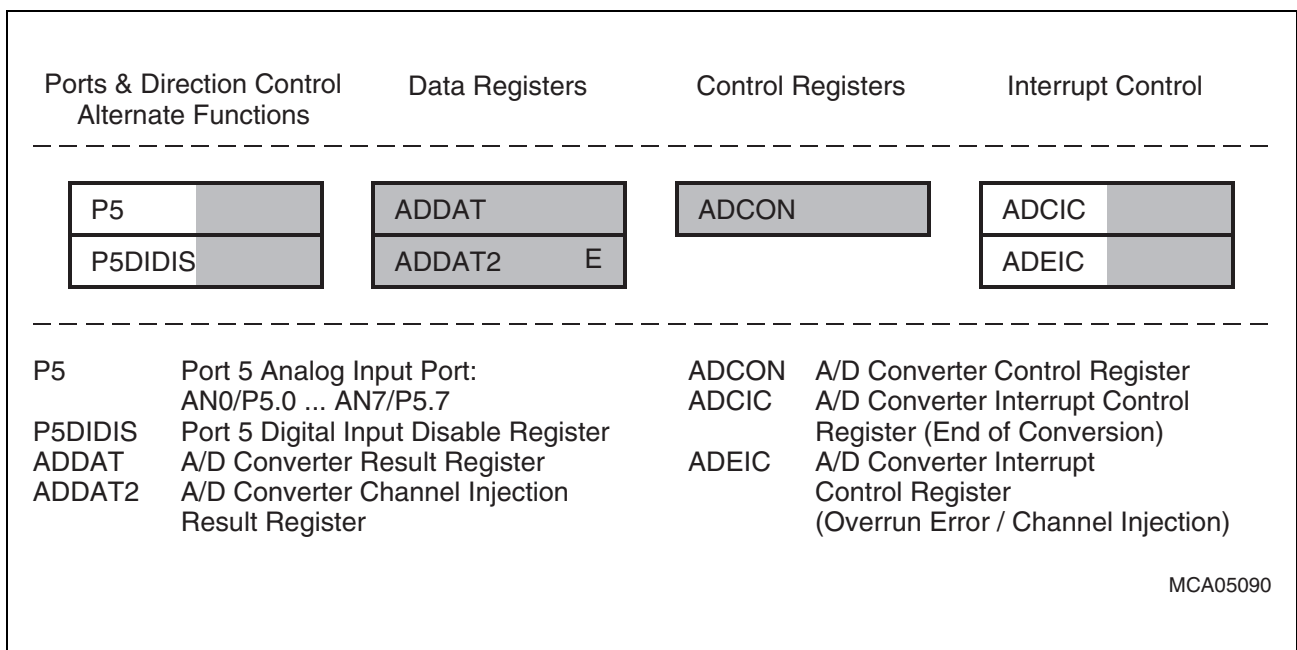 Ports & Direction Control
Alternate Functions
Data Registers
Control Registers
Interrupt Control
P5
P5DIDIS
ADDAT
ADDAT2 E
ADCON
ADCIC
ADEIC
P5 Port 5 Analog Input Port:
AN0/P5.0 ... AN7/P5.7
P5DIDIS Port 5 Digital Input Disable Register
ADDAT A/D Converter Result Register
ADDAT2 A/D Converter Channel Injection
Result Register
ADCON A/D Converter Control Register
ADCIC A/D Converter Interrupt Control
Register (End of Conversion)
ADEIC A/D Converter Interrupt
Control Register
(Overrun Error / Channel Injection)
MCA05090